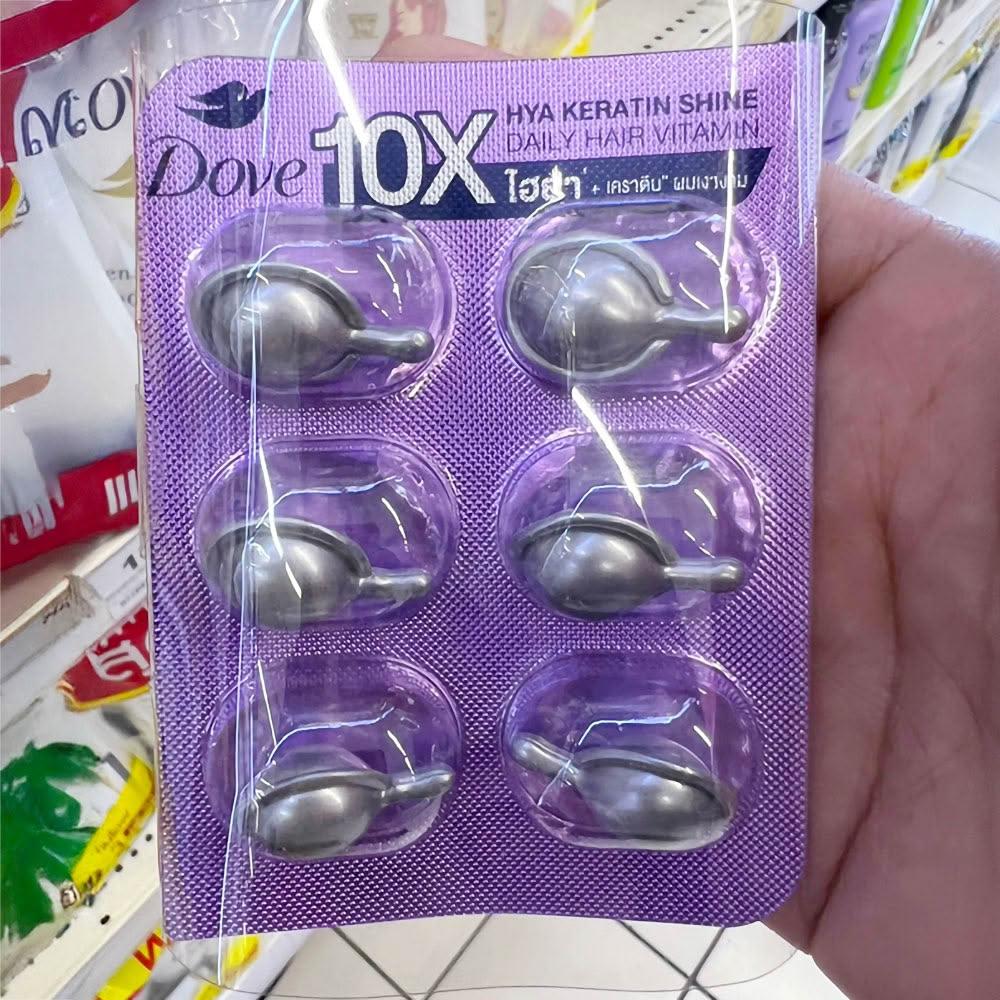 Dove
10X
HYA KERATIN SHINE
DAILY HAIR VITAMIN
ไฮยา + เคราติน" ผมเงางาม